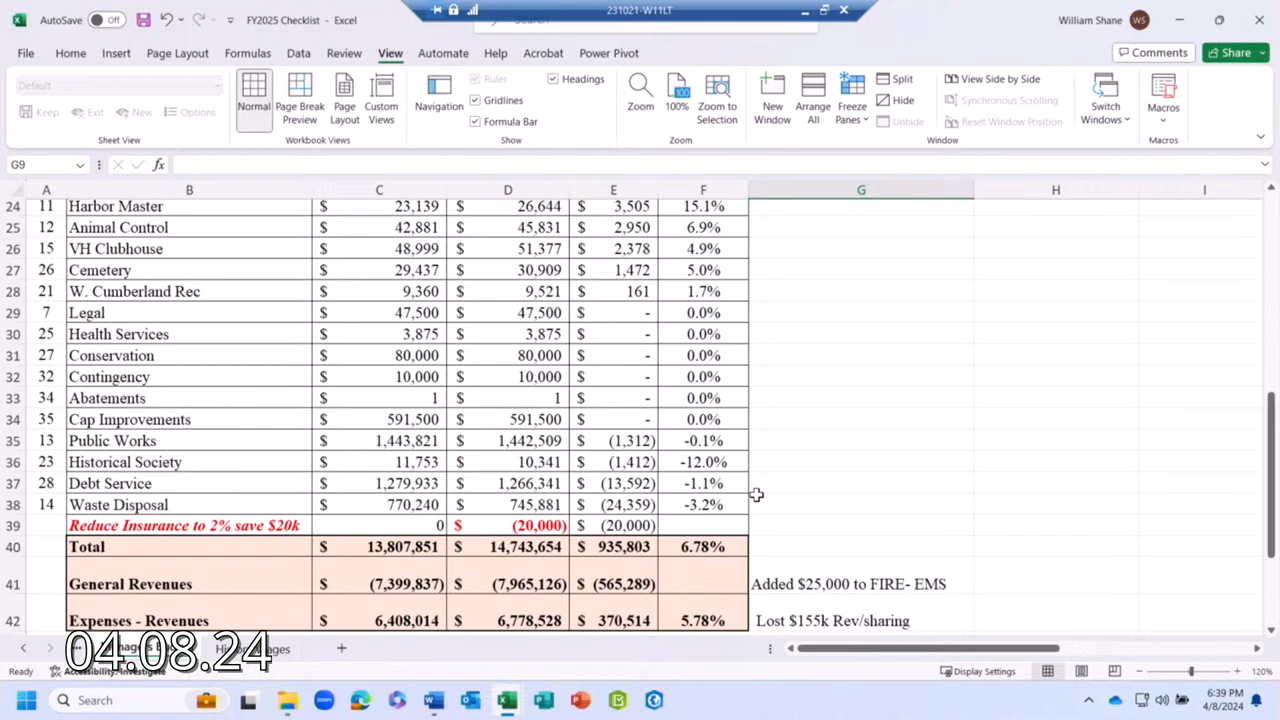 AutoSave Off FY2025 Checklist - Excel 231021-W11LT William Shane WS
File Home Insert Page Layout Formulas Data Review View Automate Help Acrobat Power Pivot Comments Share
Default
Keep Exit New Options
Sheet View
Normal Page Break Preview Page Layout Custom Views
Workbook Views
Navigation Ruler Gridlines Formula Bar Headings
Show
Zoom 100% Zoom to Selection
Zoom
New Window Arrange All Freeze Panes Split Hide Unhide View Side by Side Synchronous Scrolling Reset Window Position Switch Windows
Window
Macros
Macros
G9 fx
A B C D E F G H I
24 11 Harbor Master $ 23,139 $ 26,644 $ 3,505 15.1%
25 12 Animal Control $ 42,881 $ 45,831 $ 2,950 6.9%
26 15 VH Clubhouse $ 48,999 $ 51,377 $ 2,378 4.9%
27 26 Cemetery $ 29,437 $ 30,909 $ 1,472 5.0%
28 21 W. Cumberland Rec $ 9,360 $ 9,521 $ 161 1.7%
29 7 Legal $ 47,500 $ 47,500 $ - 0.0%
30 25 Health Services $ 3,875 $ 3,875 $ - 0.0%
31 27 Conservation $ 80,000 $ 80,000 $ - 0.0%
32 32 Contingency $ 10,000 $ 10,000 $ - 0.0%
33 34 Abatements $ 1 $ 1 $ - 0.0%
34 35 Cap Improvements $ 591,500 $ 591,500 $ - 0.0%
35 13 Public Works $ 1,443,821 $ 1,442,509 $ (1,312) -0.1%
36 23 Historical Society $ 11,753 $ 10,341 $ (1,412) -12.0%
37 28 Debt Service $ 1,279,933 $ 1,266,341 $ (13,592) -1.1%
38 14 Waste Disposal $ 770,240 $ 745,881 $ (24,359) -3.2%
39 Reduce Insurance to 2% save $20k 0 $ (20,000) $ (20,000)
40 Total $ 13,807,851 $ 14,743,654 $ 935,803 6.78%
41 General Revenues $ (7,399,837) $ (7,965,126) $ (565,289) Added $25,000 to FIRE- EMS
42 Expenses - Revenues $ 6,408,014 $ 6,778,528 $ 370,514 5.78% Lost $155k Rev/sharing
04.08.24
Ready Accessibility: Investigate Display Settings 120%
Search 6:39 PM
4/8/2024